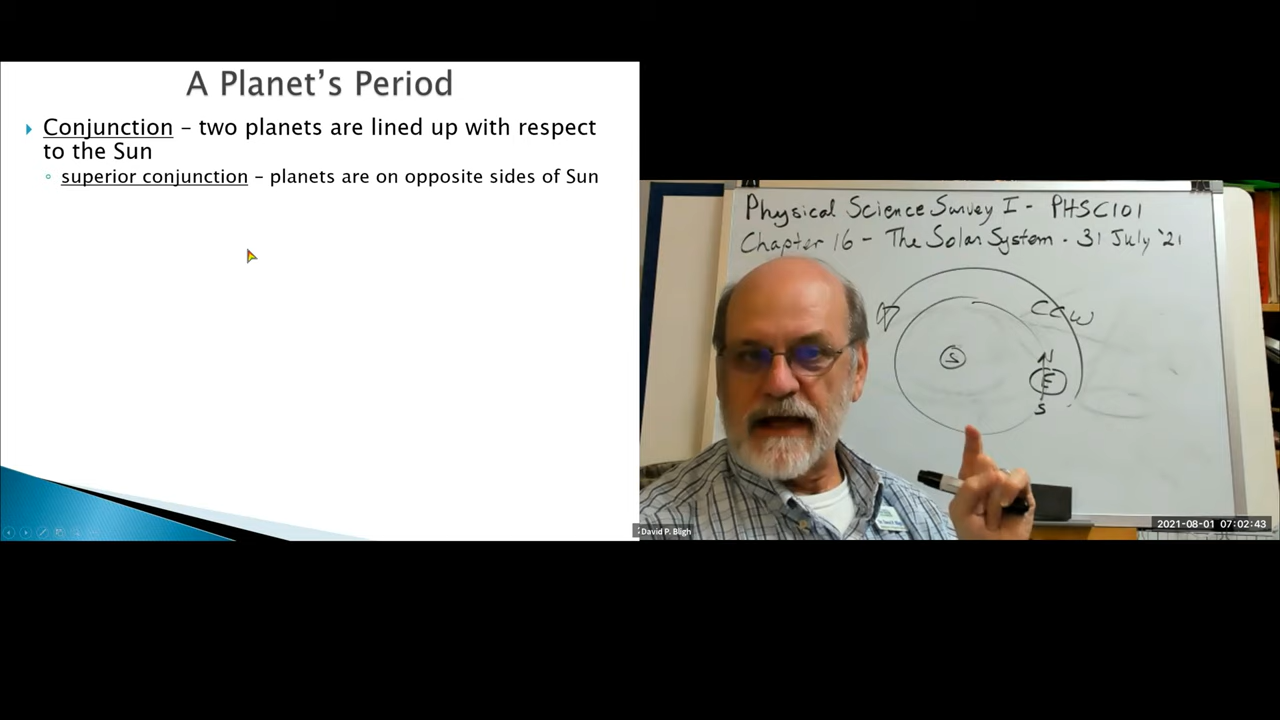 A Planet's Period
Conjunction – two planets are lined up with respect
to the Sun
superior conjunction – planets are on opposite sides of Sun
Physical Science Survey I - PHSC101
Chapter 16 - The Solar System - 31 July '21
CCW
S
N
E
S
2021-08-01 07:02:43
David P. Bligh